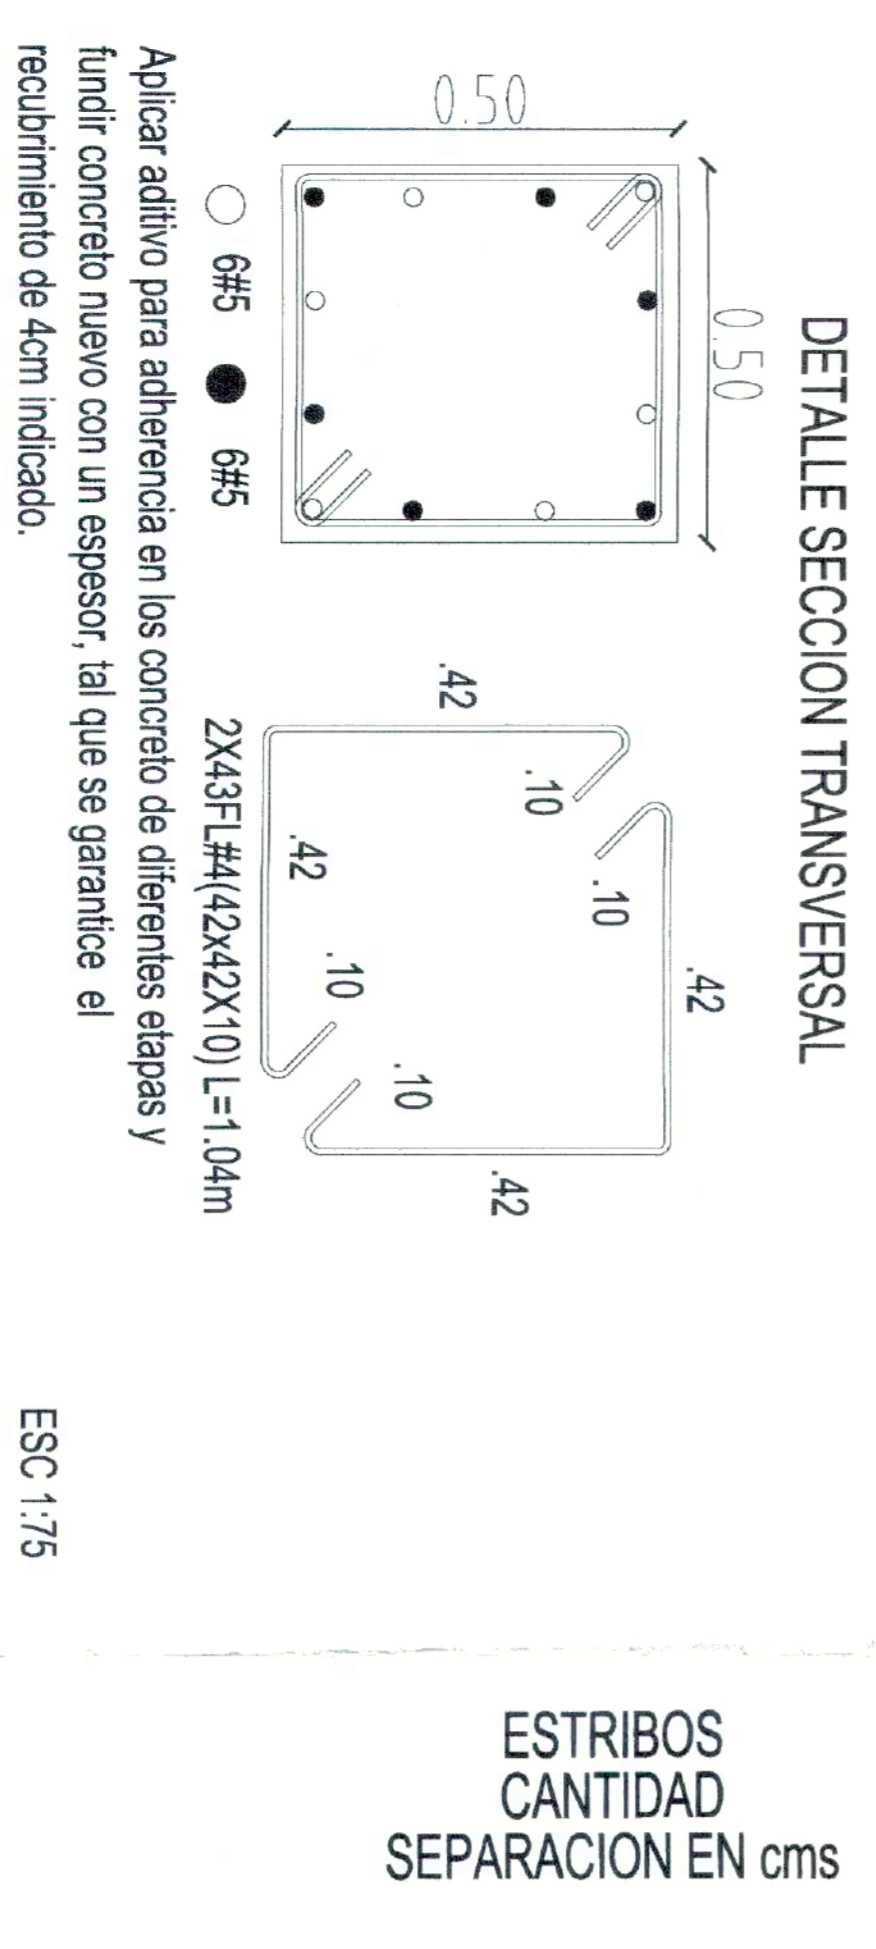 DETALLE SECCION TRANSVERSAL
0.50
0.50
6#5
6#5
.42
.10
.10
.42
.42
.10
.10
.42
2X43FL#4(42x42X10) L=1.04m
Aplicar aditivo para adherencia en los concreto de diferentes etapas y
fundir concreto nuevo con un espesor, tal que se garantice el
recubrimiento de 4cm indicado.
ESC 1:75
ESTRIBOS
CANTIDAD
SEPARACION EN cms